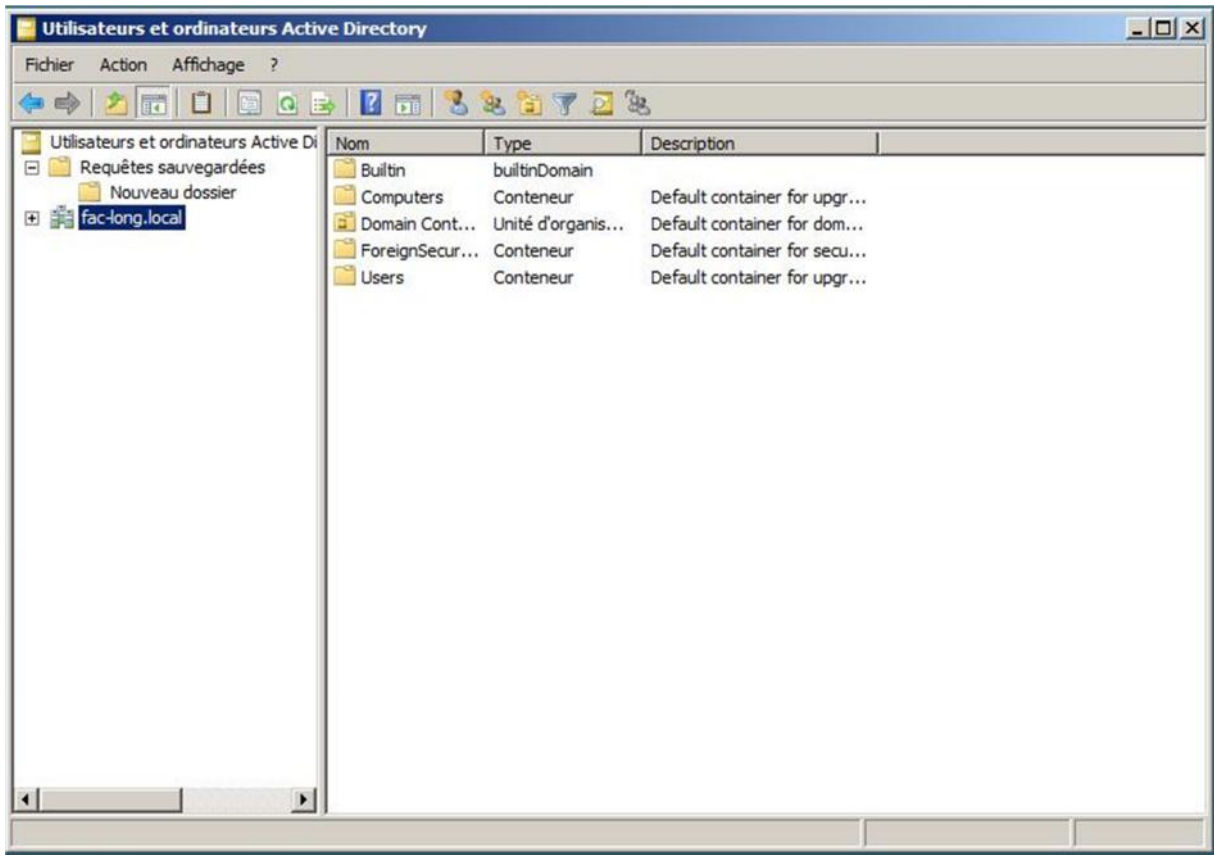 Utilisateurs et ordinateurs Active Directory
Fichier Action Affichage ?
Utilisateurs et ordinateurs Active Di
Requêtes sauvegardées
Nouveau dossier
fac-long.local
Nom Type Description
Builtin builtinDomain
Computers Conteneur Default container for upgr...
Domain Cont... Unité d'organis... Default container for dom...
ForeignSecur... Conteneur Default container for secu...
Users Conteneur Default container for upgr...